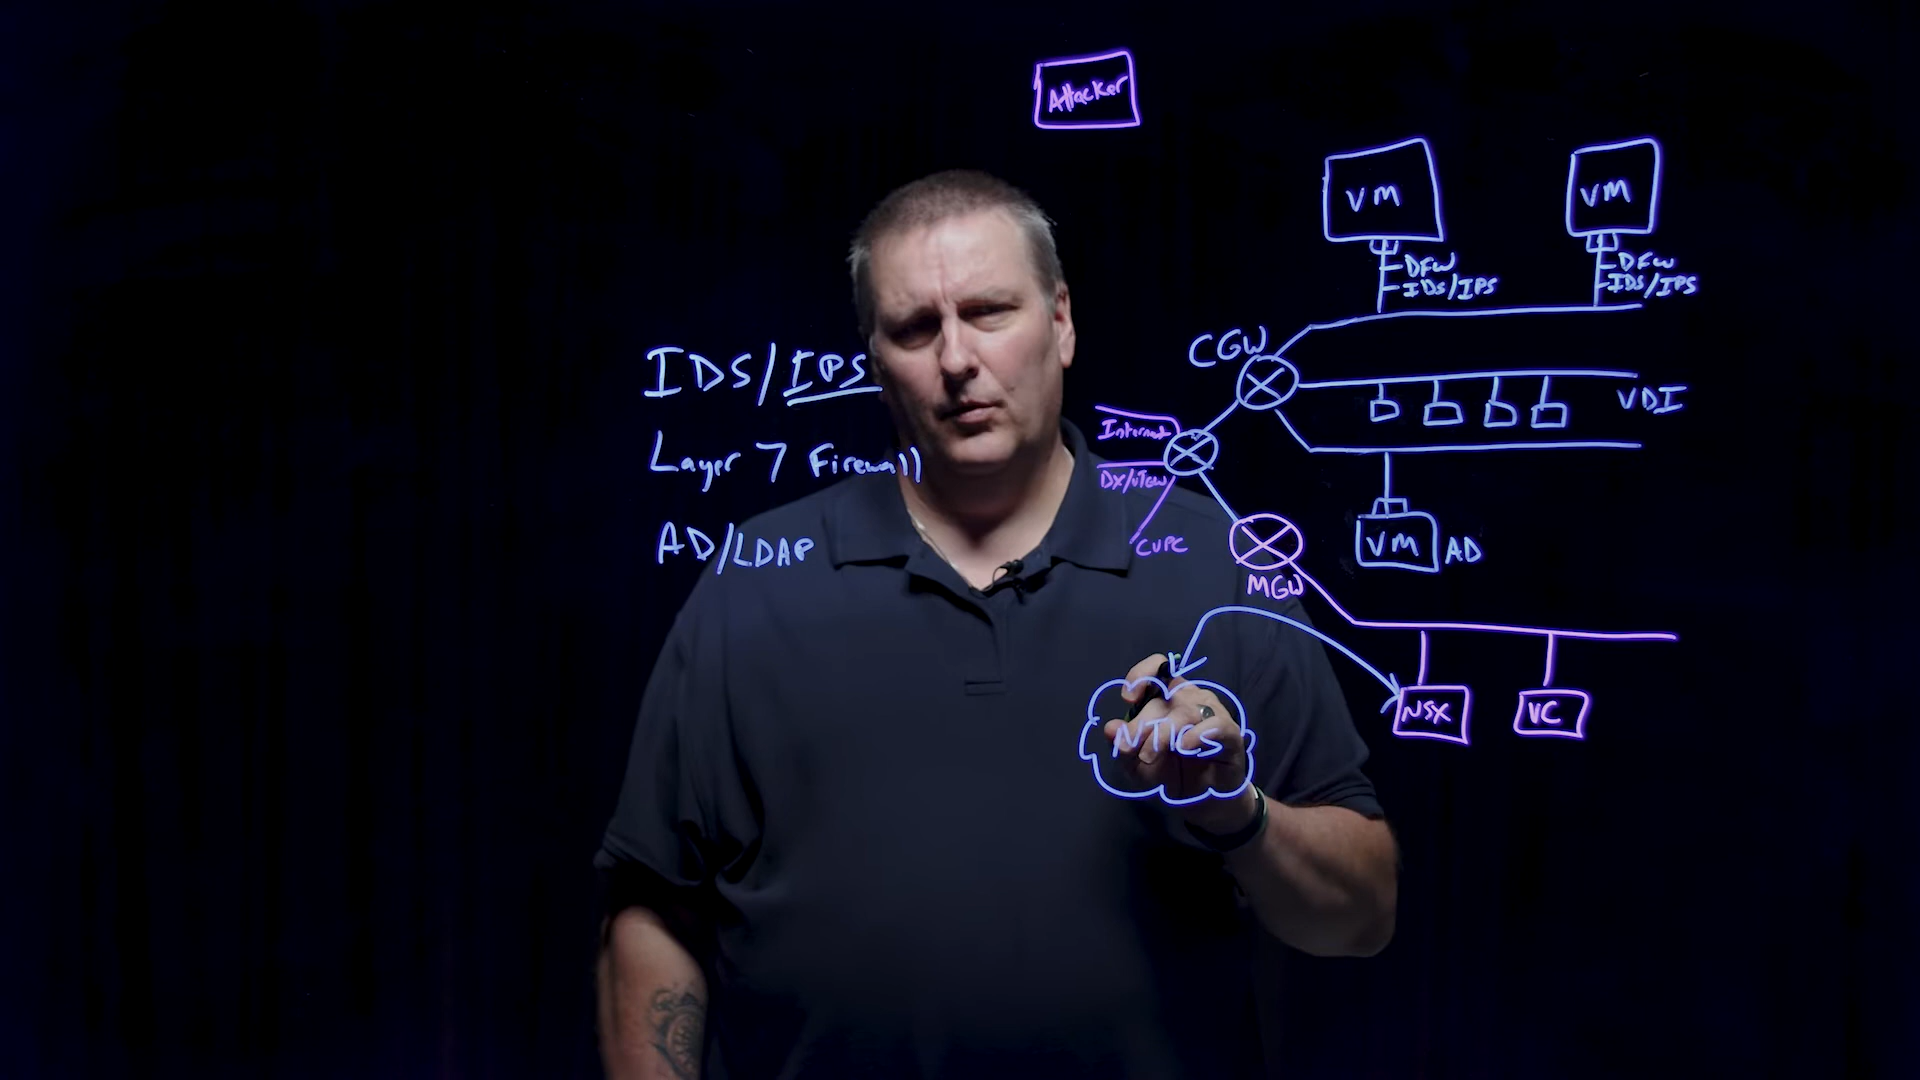 Attacker
VM
VM
DFW
IDS/IPS
DFW
IDS/IPS
CGW
IDS/IPS
VDI
Internet
Layer 7 Firewall
DX/VTGW
AD/LDAP
CVPC
VM
AD
MGW
NSX
VC
NTICS